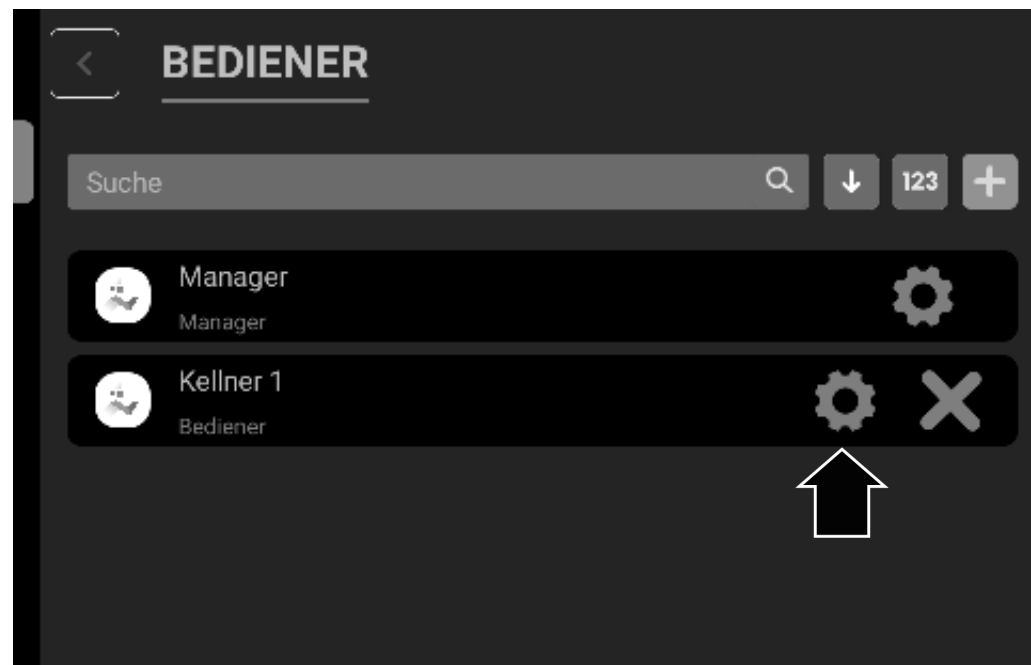 BEDIENER
Suche
123
Manager
Manager
Kellner 1
Bediener